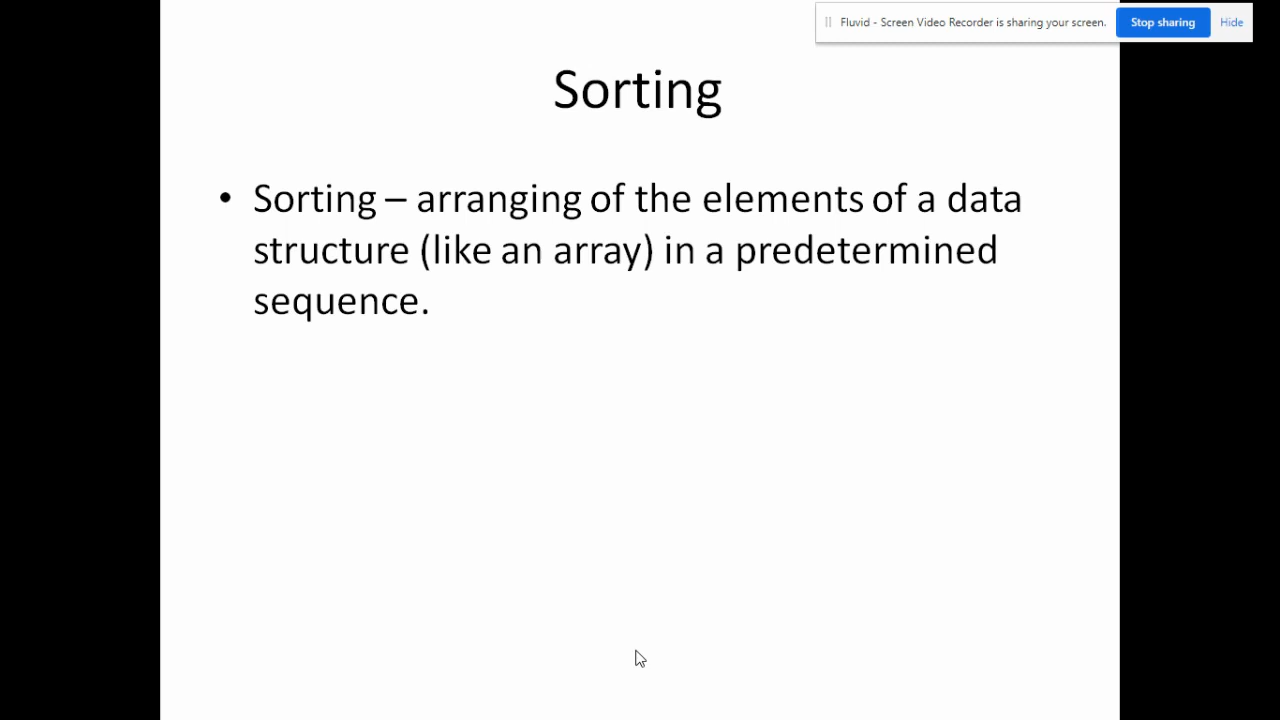 Fluvid - Screen Video Recorder is sharing your screen. Stop sharing Hide
Sorting
• Sorting – arranging of the elements of a data
structure (like an array) in a predetermined
sequence.